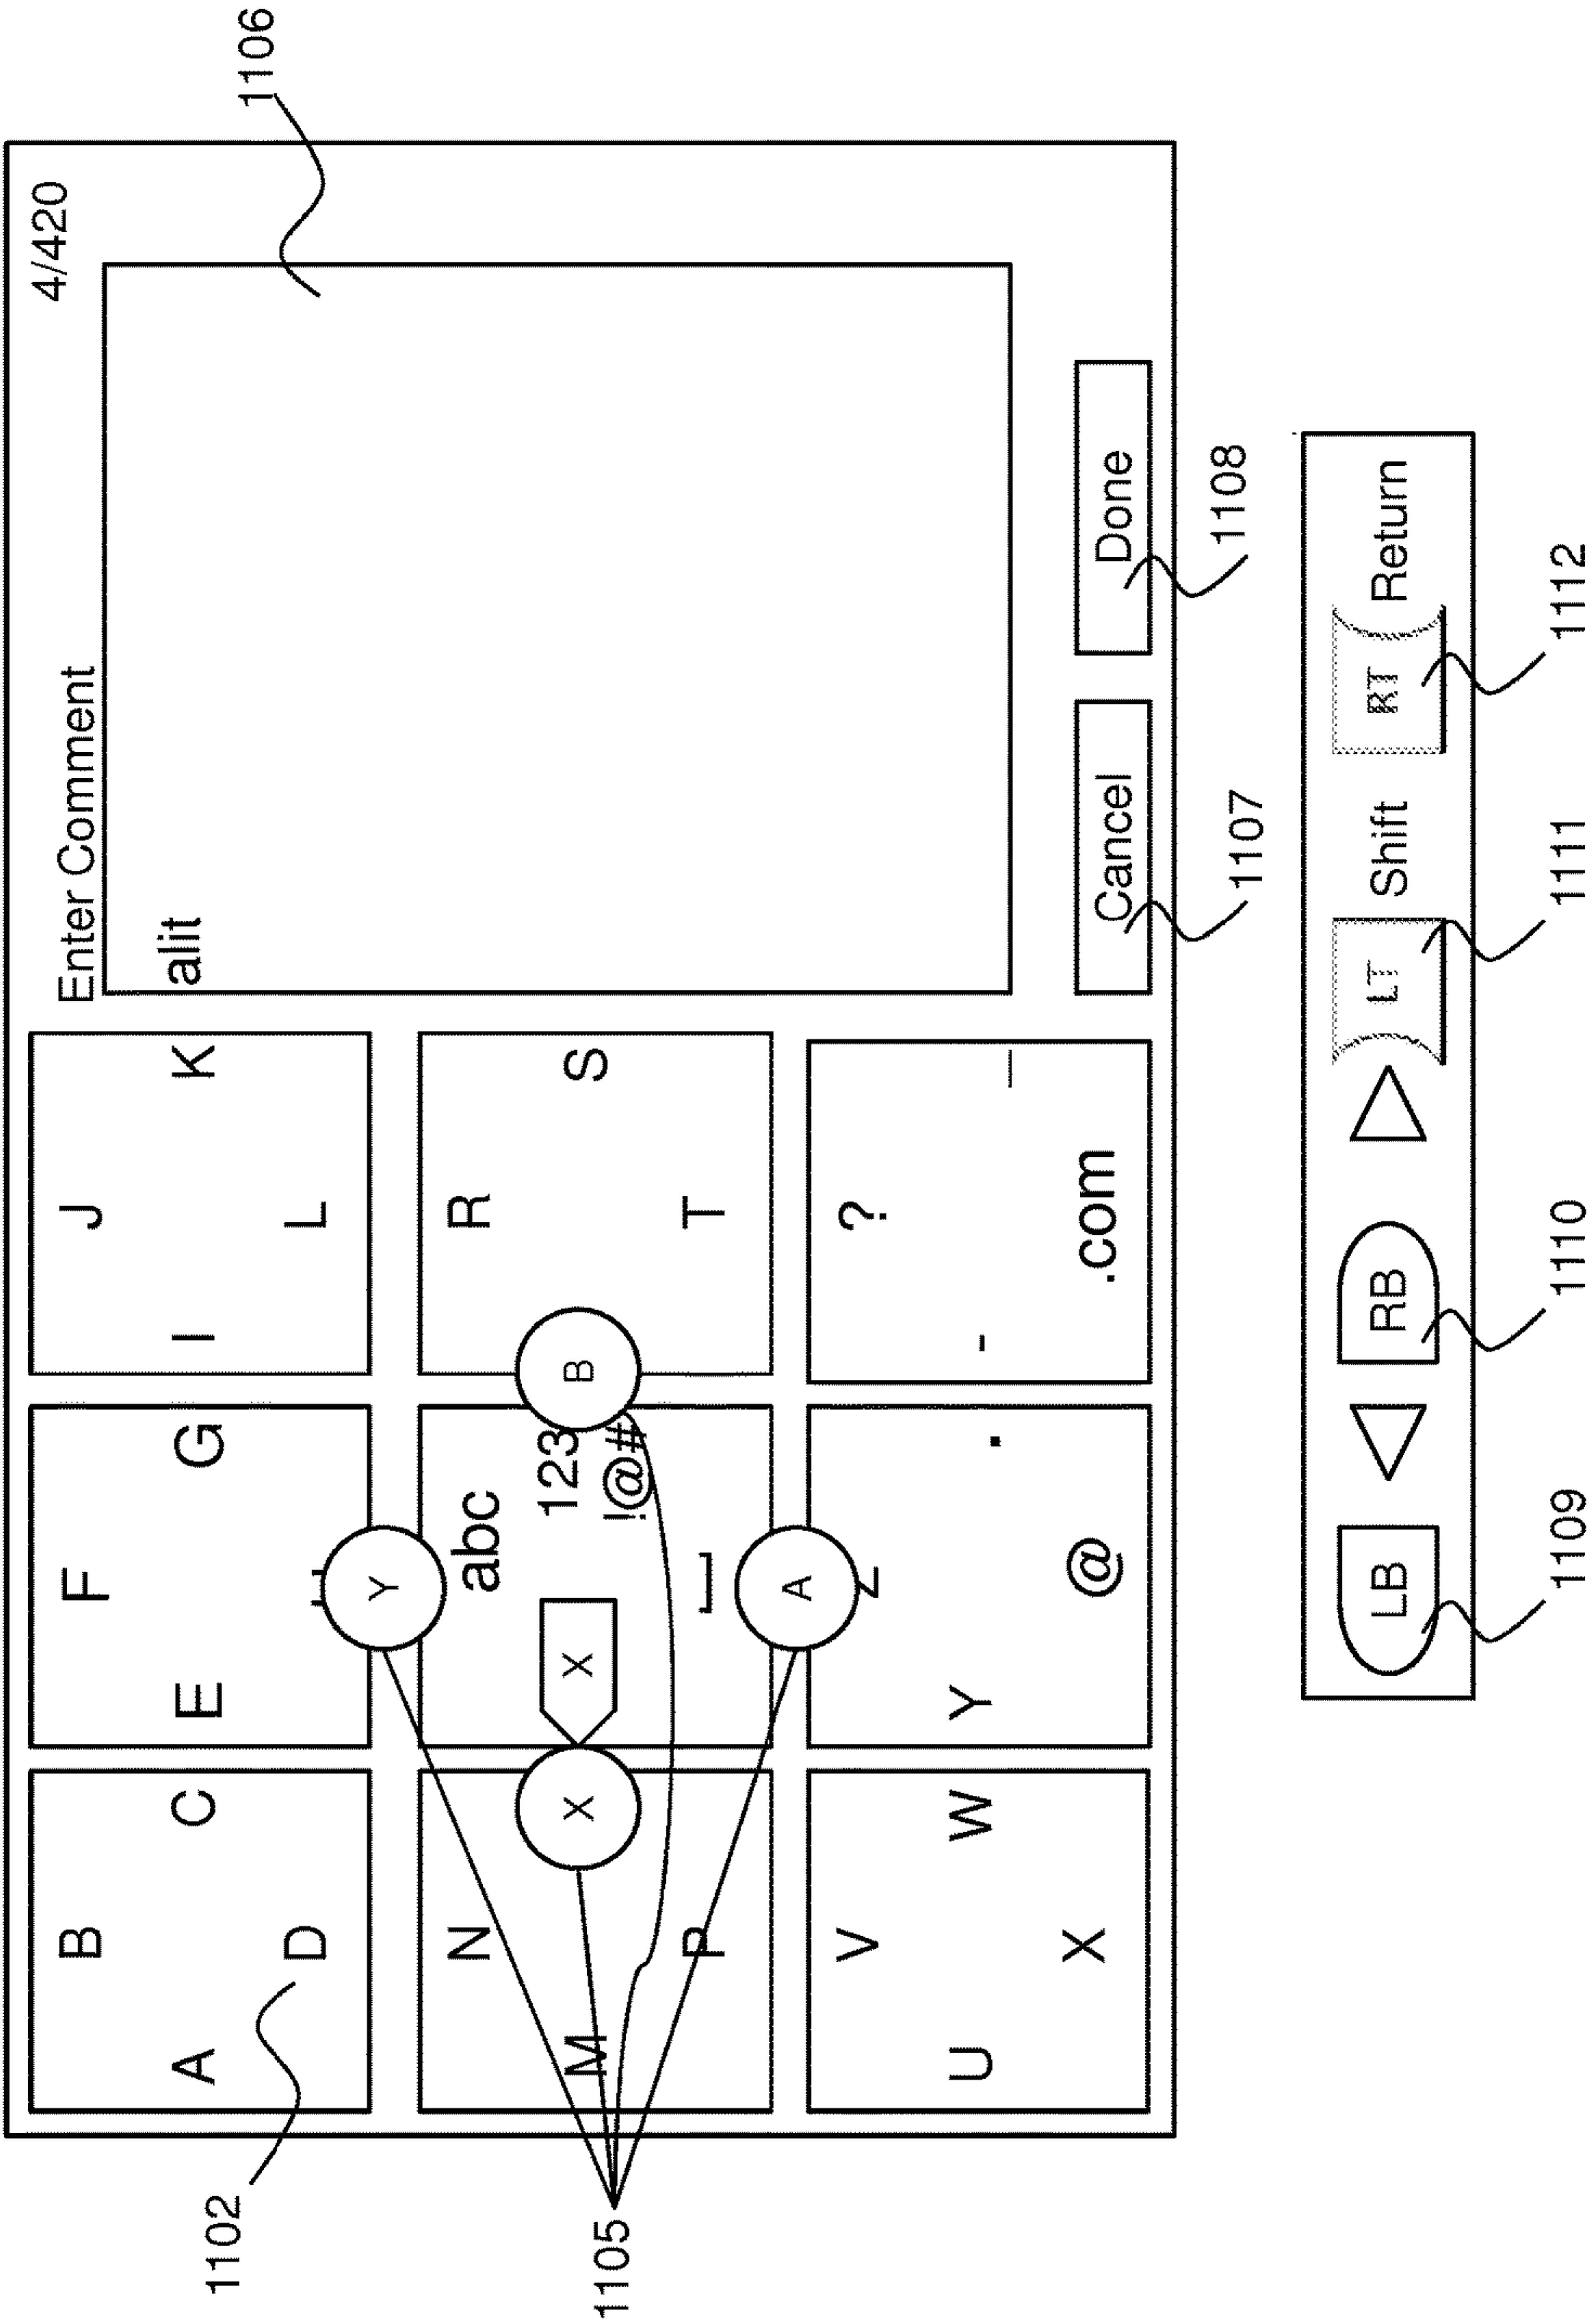 Enter Comment 4/420
1106
B F J
A C E G I K
D L
alit
1102
Y
N abc R
M X X 123 B S
!@#
P T
A
1105
V ?
U W Y . - _
X @ .com
Cancel Done
1107 1108
LB RB LT Shift RT Return
1109 1110 1111 1112